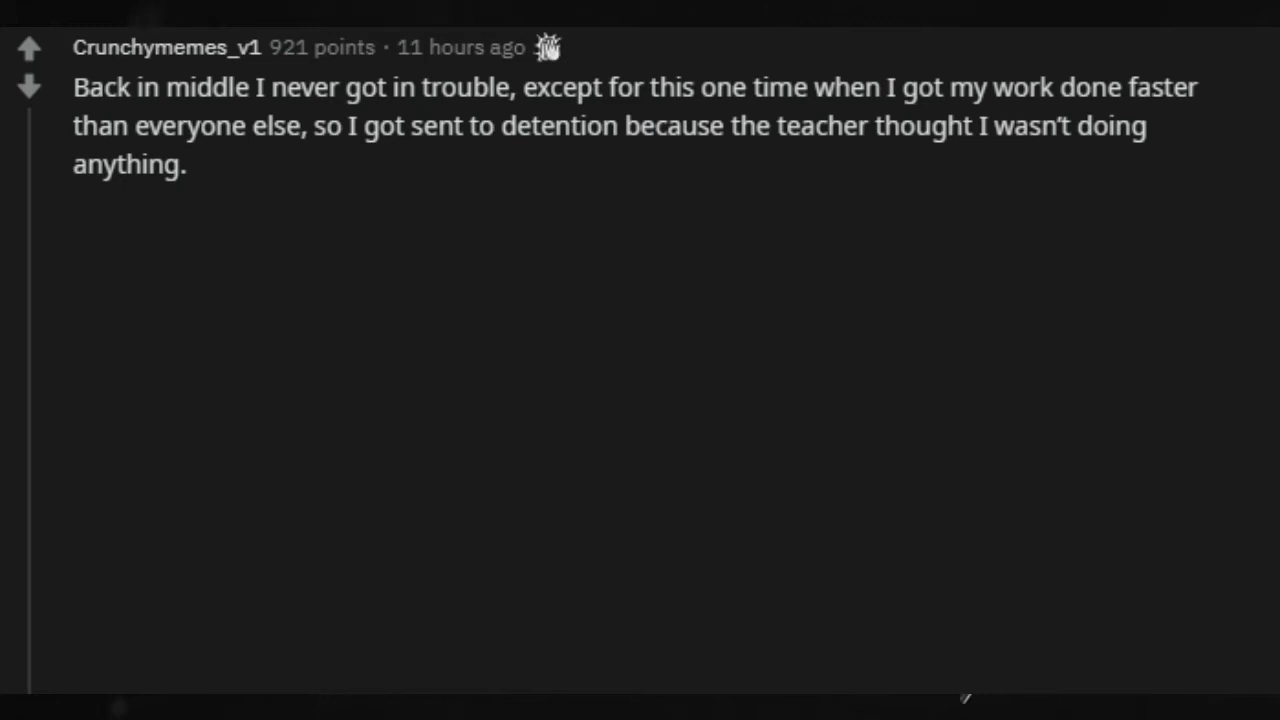 Crunchymemes_v1 921 points · 11 hours ago
Back in middle I never got in trouble, except for this one time when I got my work done faster
than everyone else, so I got sent to detention because the teacher thought I wasn't doing
anything.